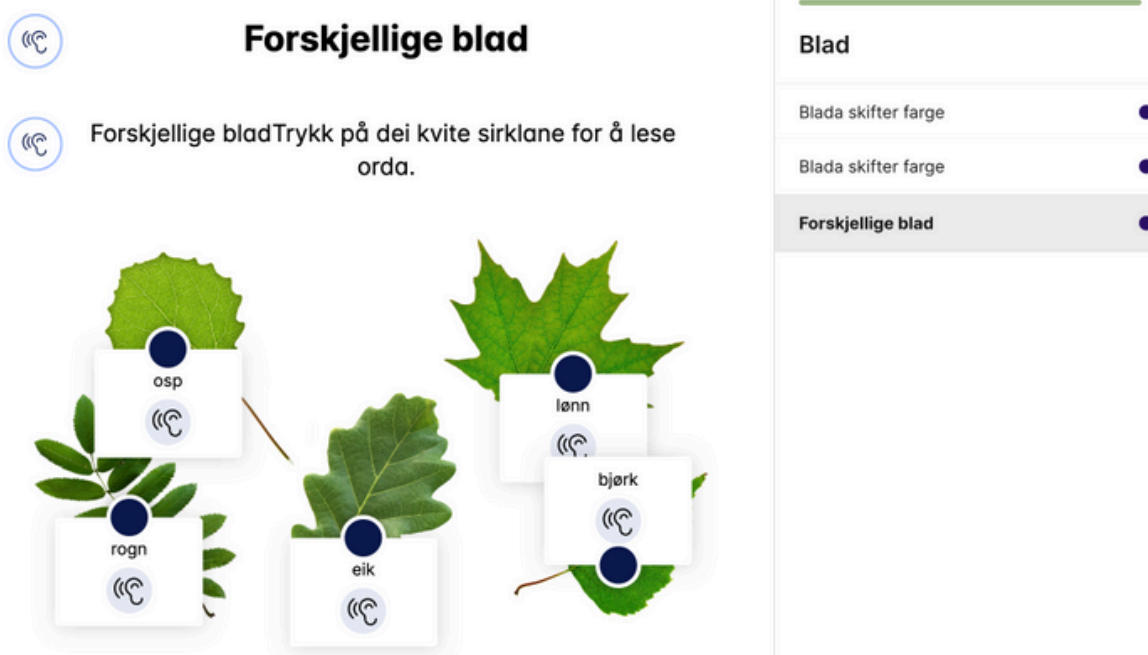 Forskjellige blad
Forskjellige bladTrykk på dei kvite sirklane for å lese
orda.
osp
lønn
bjørk
rogn
eik
Blad
Blada skifter farge
Blada skifter farge
Forskjellige blad